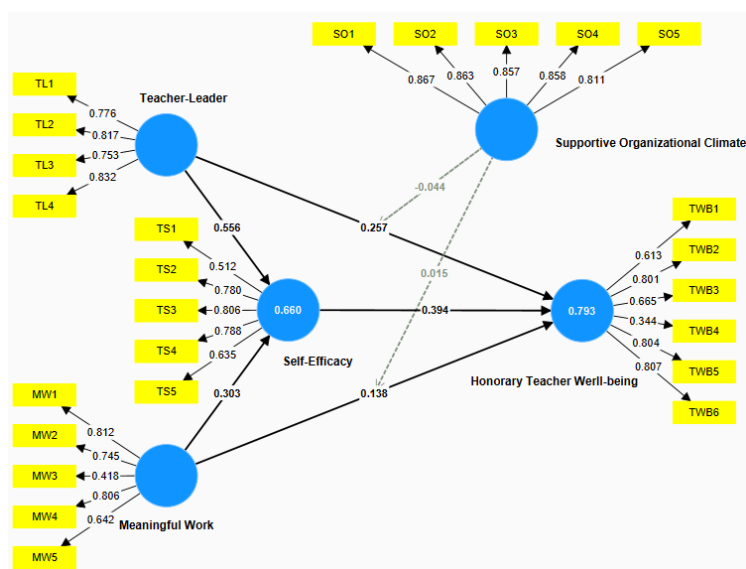 SO1 SO2 SO3 SO4 SO5
0.867 0.863 0.857 0.858 0.811
TL1
TL2
TL3
TL4
0.776
0.817
0.753
0.832
Teacher-Leader
Supportive Organizational Climate
-0.044
0.257
0.015
0.556
TS1
TS2
TS3
TS4
TS5
0.512
0.780
0.806
0.788
0.635
0.660
Self-Efficacy
0.394
0.303
0.138
0.793
Honorary Teacher Werll-being
TWB1
TWB2
TWB3
TWB4
TWB5
TWB6
0.613
0.801
0.665
0.344
0.804
0.807
MW1
MW2
MW3
MW4
MW5
0.812
0.745
0.418
0.806
0.642
Meaningful Work